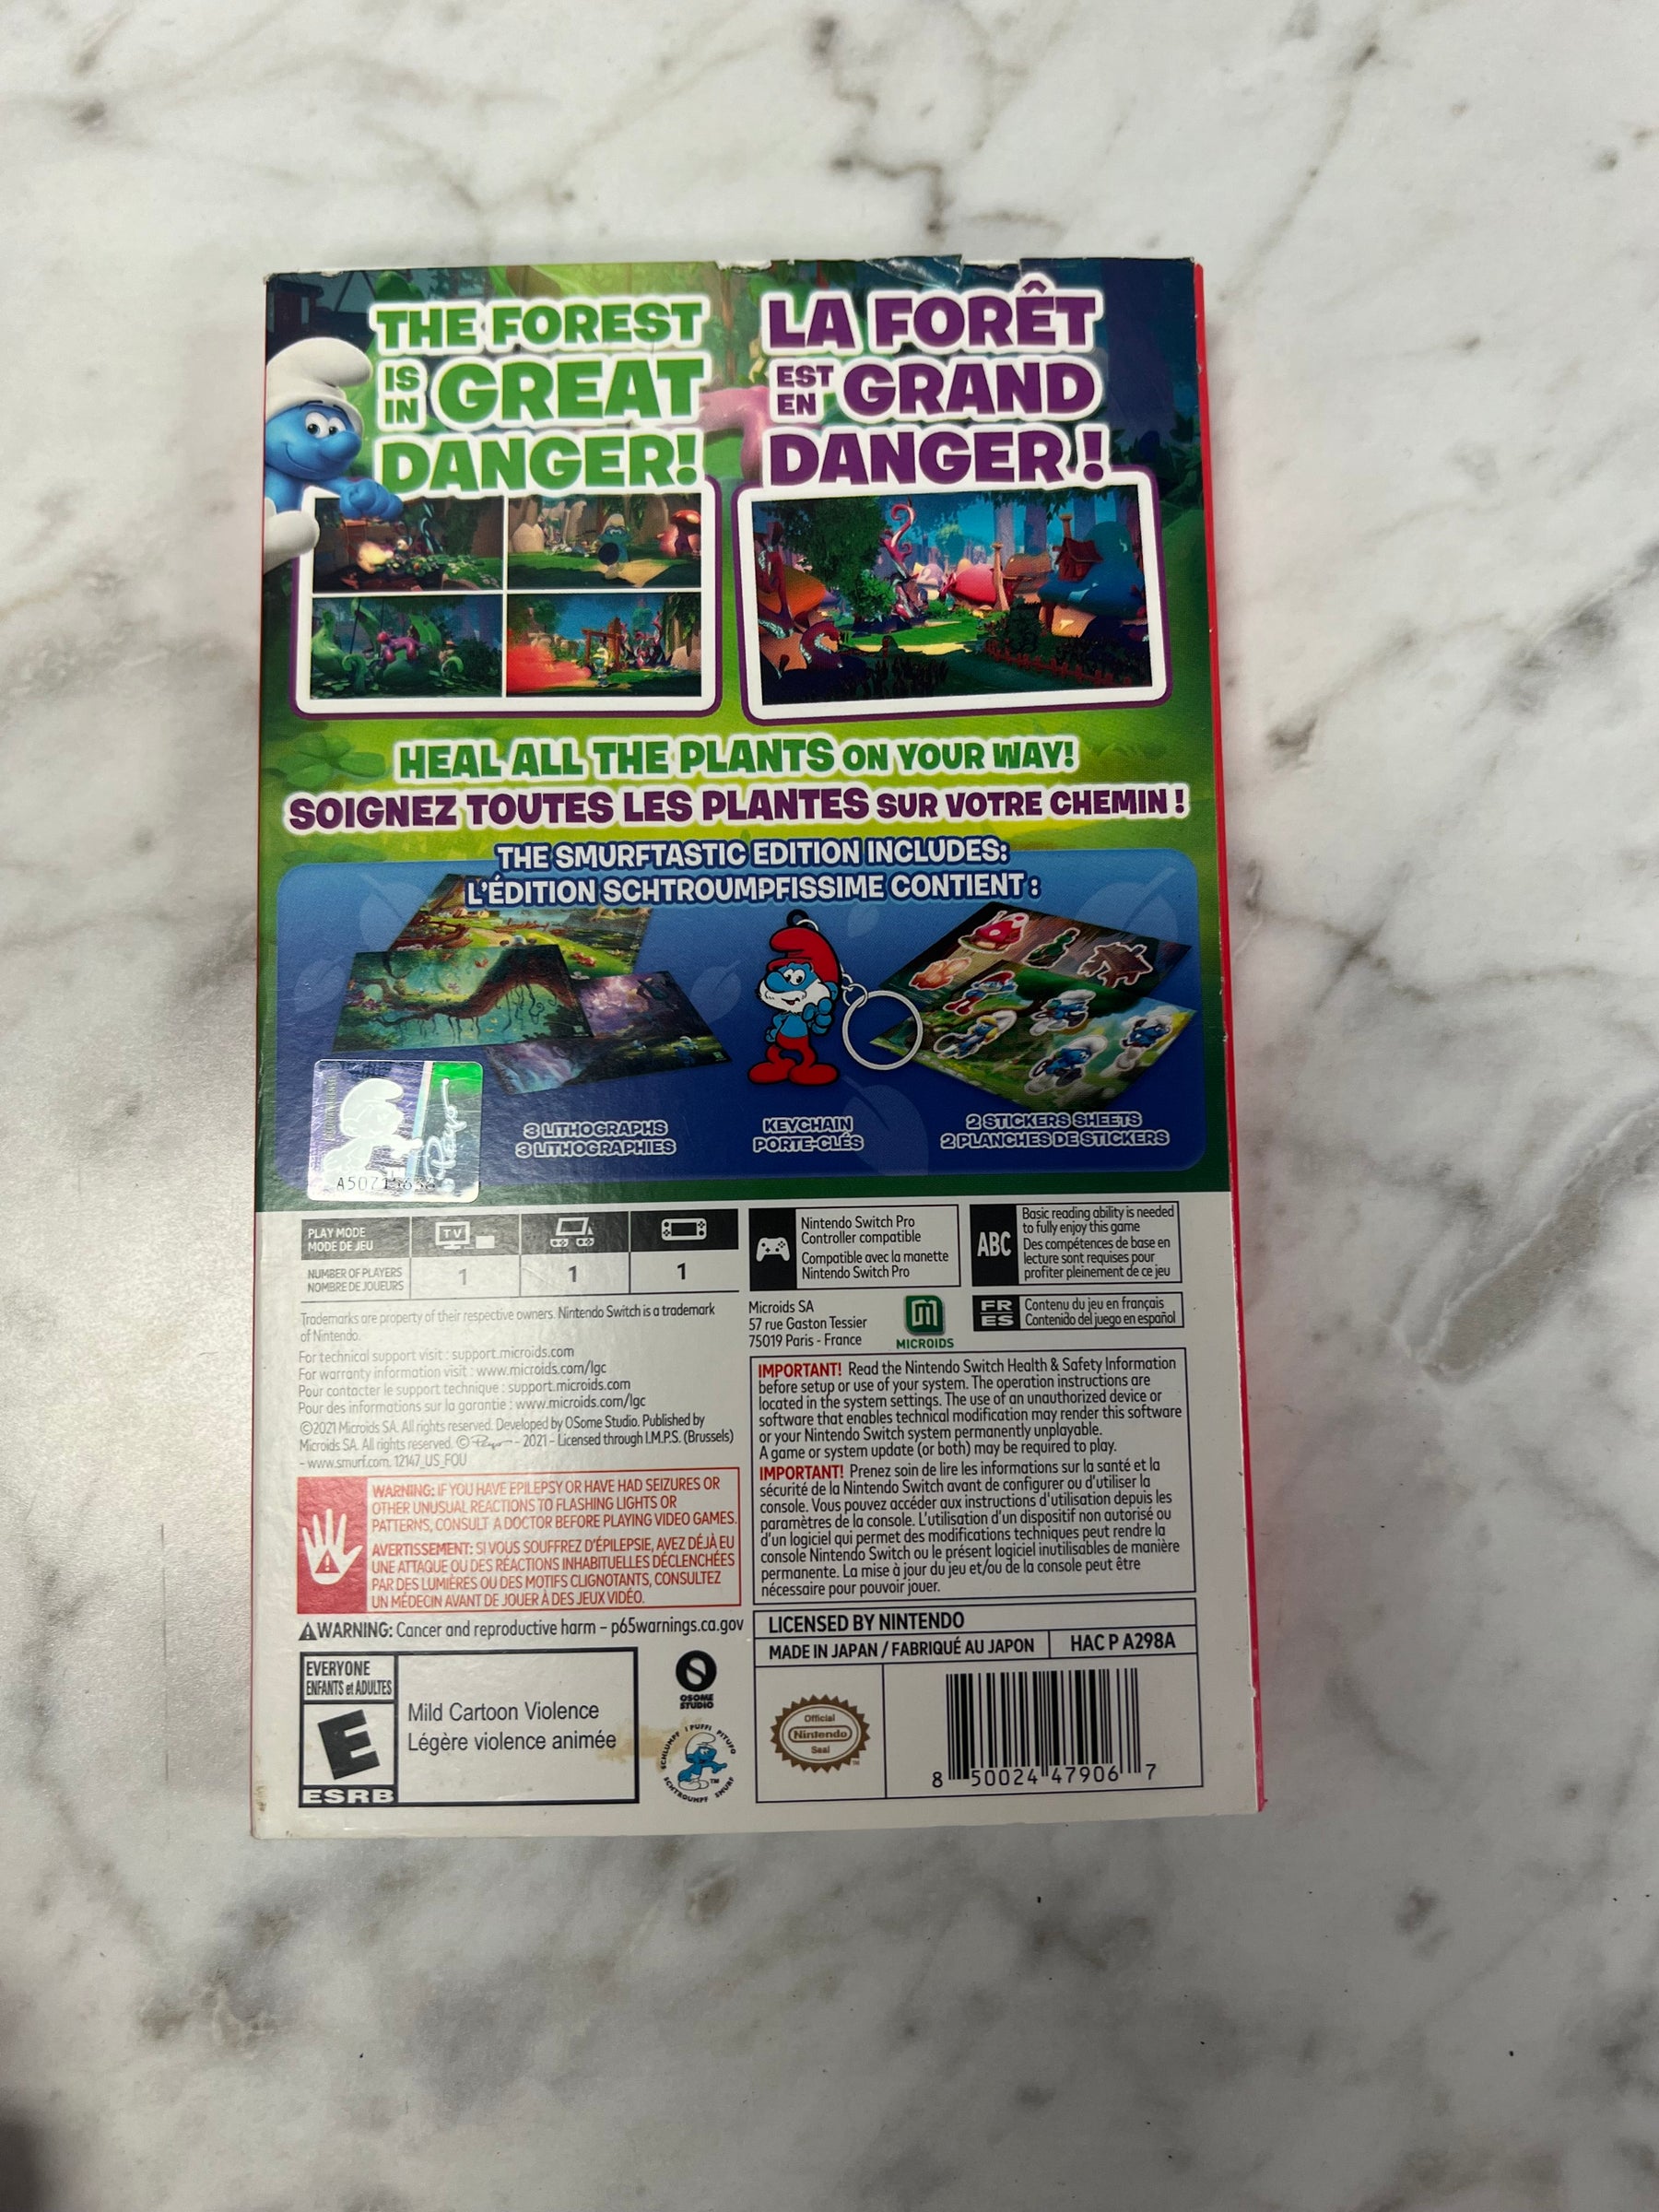 THE FOREST
IS IN GREAT
DANGER!
LA FORÊT
EST EN GRAND
DANGER !
HEAL ALL THE PLANTS ON YOUR WAY!
SOIGNEZ TOUTES LES PLANTES SUR VOTRE CHEMIN !
THE SMURFTASTIC EDITION INCLUDES:
L'ÉDITION SCHTROUMPFISSIME CONTIENT :
3 LITHOGRAPHS
3 LITHOGRAPHIES
KEYCHAIN
PORTE-CLÉS
2 STICKERS SHEETS
2 PLANCHES DE STICKERS
Peyo
PLAY MODE
MODE DE JEU
TV
NUMBER OF PLAYERS
NOMBRE DE JOUEURS
1 1 1
Nintendo Switch Pro
Controller compatible
Compatible avec la manette
Nintendo Switch Pro
ABC
Basic reading ability is needed
to fully enjoy this game
Des compétences de base en
lecture sont requises pour
profiter pleinement de ce jeu
Trademarks are property of their respective owners. Nintendo Switch is a trademark
of Nintendo.
For technical support visit : support.microids.com
For warranty information visit : www.microids.com/lgc
Pour contacter le support technique : support.microids.com
Pour des informations sur la garantie : www.microids.com/lgc
©2021 Microids SA. All rights reserved. Developed by OSome Studio. Published by
Microids SA. All rights reserved. © Peyo - 2021 - Licensed through I.M.P.S. (Brussels)
- www.smurf.com. 12147_US_FOU
Microids SA
57 rue Gaston Tessier
75019 Paris - France
MICROIDS
FR
ES
Contenu du jeu en français
Contenido del juego en español
IMPORTANT! Read the Nintendo Switch Health & Safety Information
before setup or use of your system. The operation instructions are
located in the system settings. The use of an unauthorized device or
software that enables technical modification may render this software
or your Nintendo Switch system permanently unplayable.
A game or system update (or both) may be required to play.
IMPORTANT! Prenez soin de lire les informations sur la santé et la
sécurité de la Nintendo Switch avant de configurer ou d'utiliser la
console. Vous pouvez accéder aux instructions d'utilisation depuis les
paramètres de la console. L'utilisation d'un dispositif non autorisé ou
d'un logiciel qui permet des modifications techniques peut rendre la
console Nintendo Switch ou le présent logiciel inutilisables de manière
permanente. La mise à jour du jeu et/ou de la console peut être
nécessaire pour pouvoir jouer.
WARNING: IF YOU HAVE EPILEPSY OR HAVE HAD SEIZURES OR
OTHER UNUSUAL REACTIONS TO FLASHING LIGHTS OR
PATTERNS, CONSULT A DOCTOR BEFORE PLAYING VIDEO GAMES.
AVERTISSEMENT: SI VOUS SOUFFREZ D'ÉPILEPSIE, AVEZ DÉJÀ EU
UNE ATTAQUE OU DES RÉACTIONS INHABITUELLES DÉCLENCHÉES
PAR DES LUMIÈRES OU DES MOTIFS CLIGNOTANTS, CONSULTEZ
UN MÉDECIN AVANT DE JOUER À DES JEUX VIDÉO.
WARNING: Cancer and reproductive harm – p65warnings.ca.gov
LICENSED BY NINTENDO
MADE IN JAPAN / FABRIQUÉ AU JAPON
HAC P A298A
EVERYONE
ENFANTS et ADULTES
E
ESRB
Mild Cartoon Violence
Légère violence animée
OSOME
STUDIO
SCHLUMPF I PUFFI PITUFO
SCHTROUMPF SMURF
TM
Official
Nintendo
Seal
TM
8 50024 47906 7